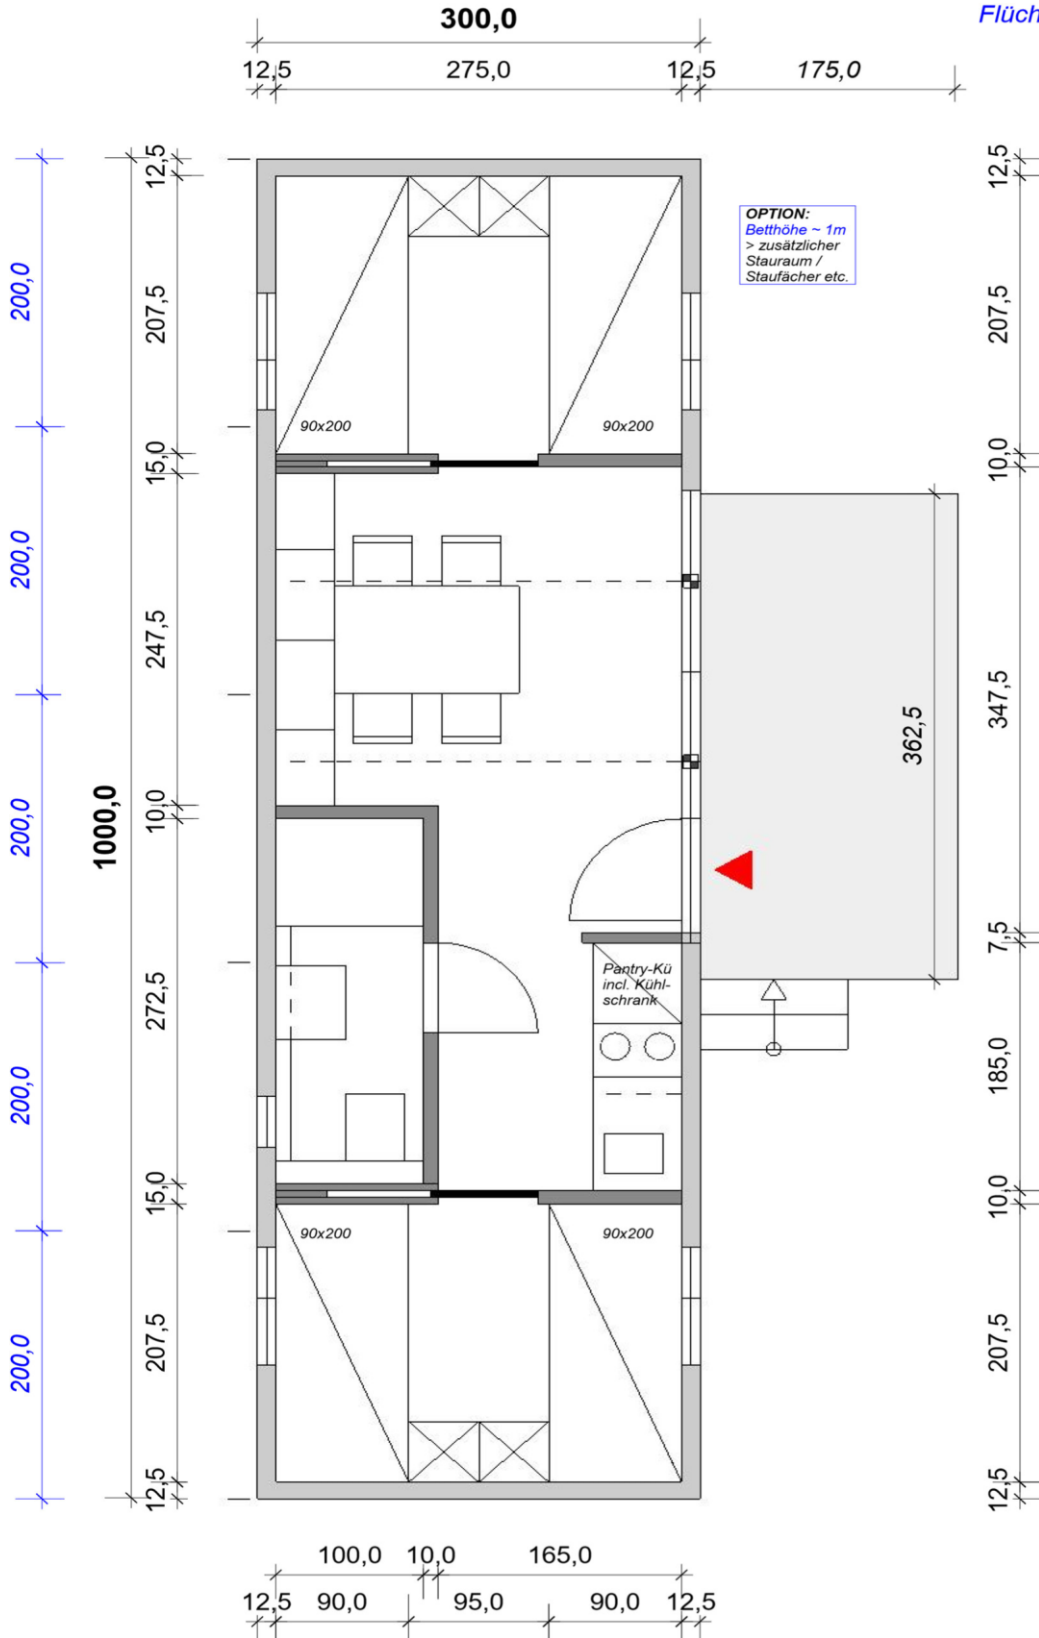 300,0
Flüch
12,5 275,0 12,5 175,0
12,5
12,5
OPTION:
Betthöhe ~ 1m
> zusätzlicher
Stauraum /
Staufächer etc.
200,0
207,5
207,5
90x200
90x200
15,0
10,0
200,0
247,5
347,5
362,5
1000,0
10,0
200,0
7,5
Pantry-Kü
incl. Kühl-
schrank
272,5
185,0
200,0
15,0
10,0
90x200
90x200
200,0
207,5
207,5
12,5
12,5
100,0 10,0 165,0
12,5 90,0 95,0 90,0 12,5